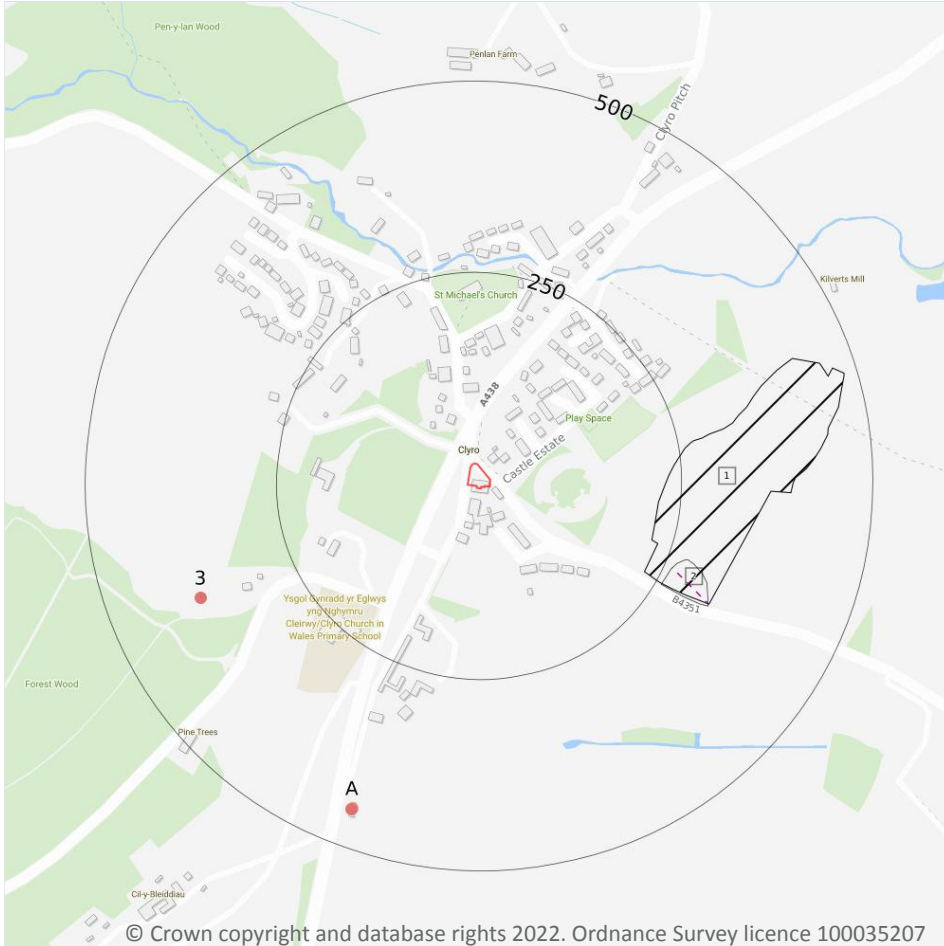 Pen-y-lan Wood
Penlan Farm
500
Clyro Pitch
Kilverts Mill
St Michael's Church
250
A438
Play Space
Clyro
Castle Estate
1
2
B4351
3
Ysgol Gynradd yr Eglwys
yng Nghymru
Cleirwy/Clyro Church in
Wales Primary School
Forest Wood
Pine Trees
A
Cil-y-Bleiddiau
© Crown copyright and database rights 2022. Ordnance Survey licence 100035207